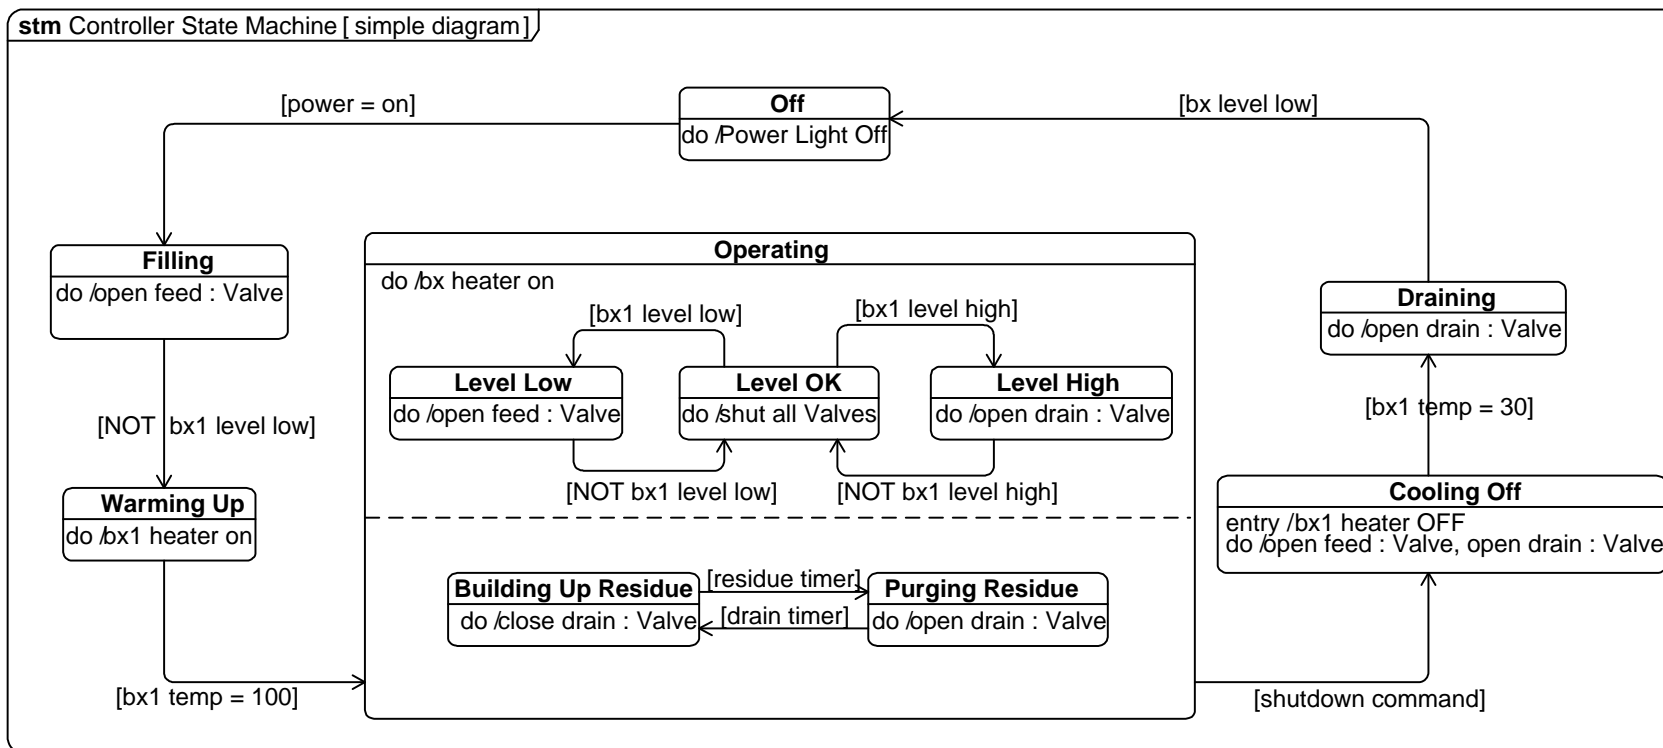 stm Controller State Machine [ simple diagram ]
[power = on]
Off
do /Power Light Off
[bx level low]
Filling
do /open feed : Valve
[NOT bx1 level low]
Warming Up
do /bx1 heater on
[bx1 temp = 100]
Operating
do /bx heater on
[bx1 level low]
[bx1 level high]
Level Low
do /open feed : Valve
Level OK
do /shut all Valves
Level High
do /open drain : Valve
[NOT bx1 level low]
[NOT bx1 level high]
Building Up Residue
do /close drain : Valve
[residue timer]
[drain timer]
Purging Residue
do /open drain : Valve
Draining
do /open drain : Valve
[bx1 temp = 30]
Cooling Off
entry /bx1 heater OFF
do /open feed : Valve, open drain : Valve
[shutdown command]